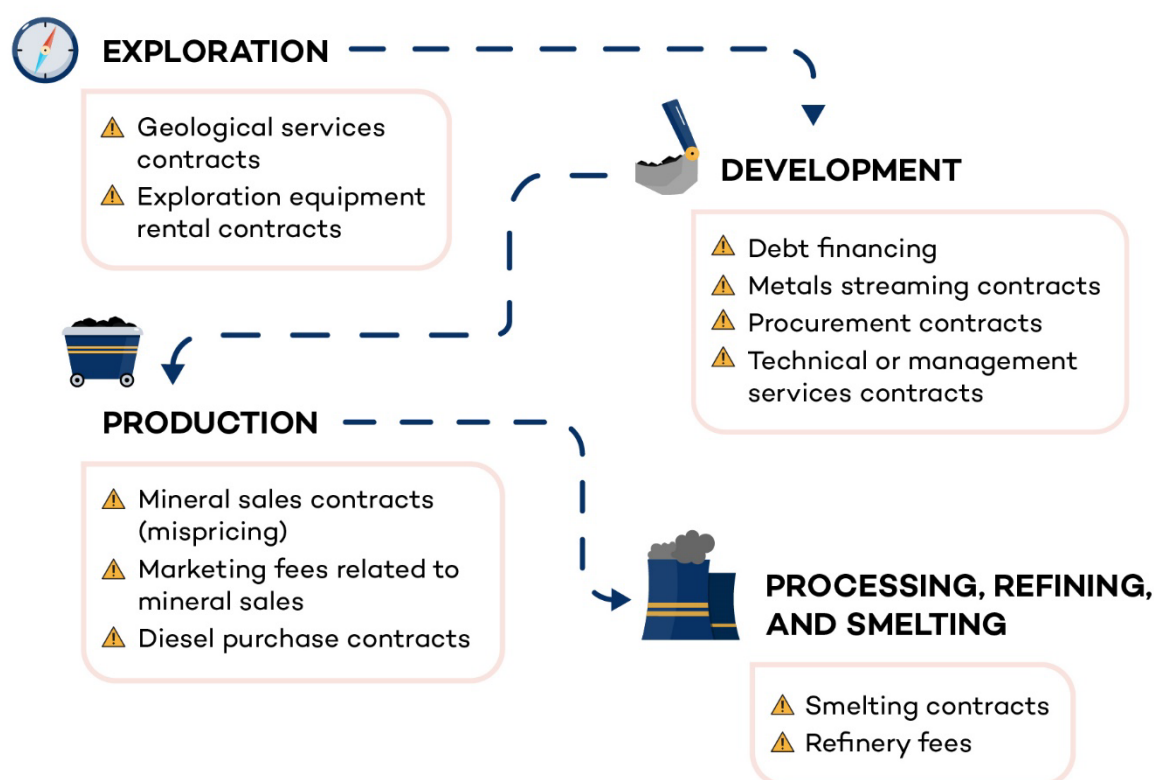 EXPLORATION
Geological services
contracts
Exploration equipment
rental contracts
DEVELOPMENT
Debt financing
Metals streaming contracts
Procurement contracts
Technical or management
services contracts
PRODUCTION
Mineral sales contracts
(mispricing)
Marketing fees related to
mineral sales
Diesel purchase contracts
PROCESSING, REFINING,
AND SMELTING
Smelting contracts
Refinery fees